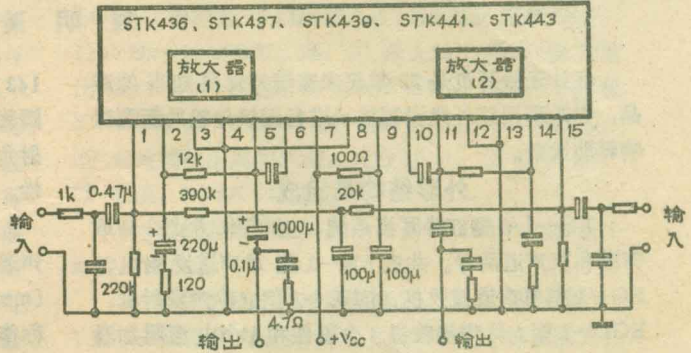 STK436、STK437、STK439、STK441、STK443
放大器
(1)
放大器
(2)
1 2 3 4 5 6 7 8 9 10 11 12 13 14 15
12k
100Ω
1k
0.47μ
390k
20k
输
入
220μ
1000μ
0.1μ
100μ
100μ
220k
120
4.7Ω
输
入
输出
+Vcc
输出